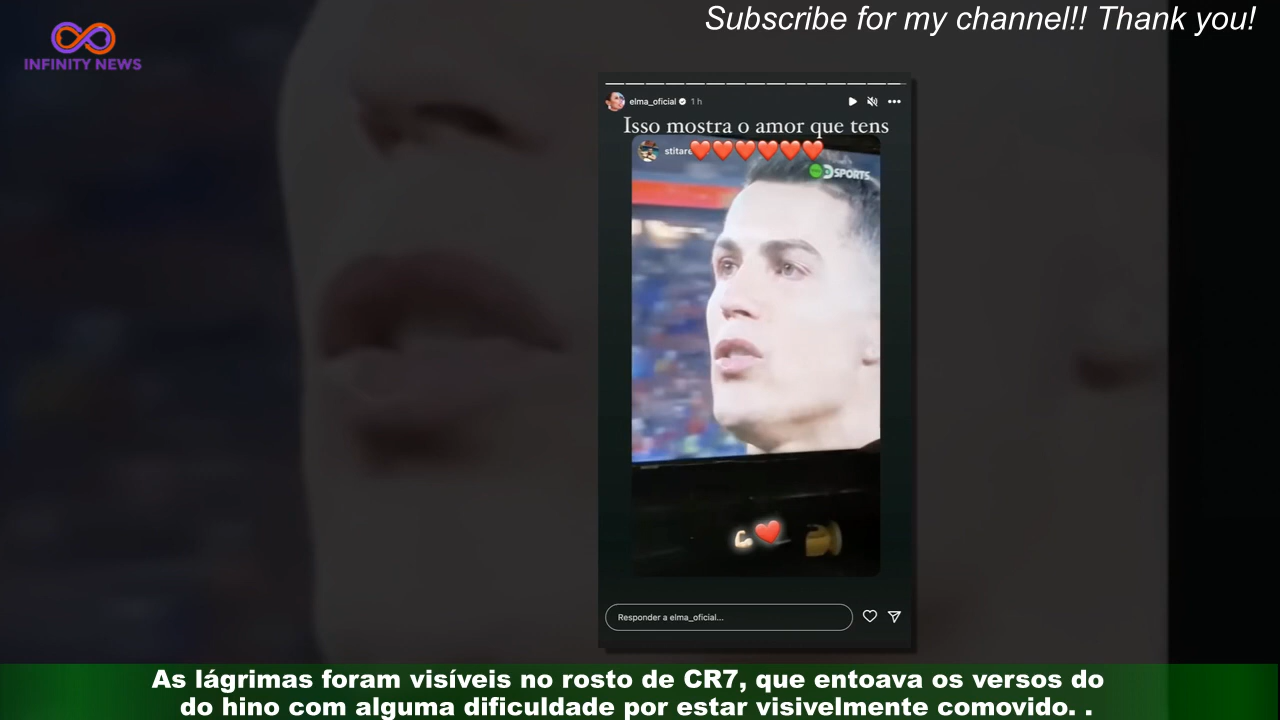 Subscribe for my channel!! Thank you!
INFINITY NEWS
elma_oficial 1 h
Isso mostra o amor que tens
DSPORTS
Responder a elma_oficial...
As lágrimas foram visíveis no rosto de CR7, que entoava os versos do
do hino com alguma dificuldade por estar visivelmente comovido. .